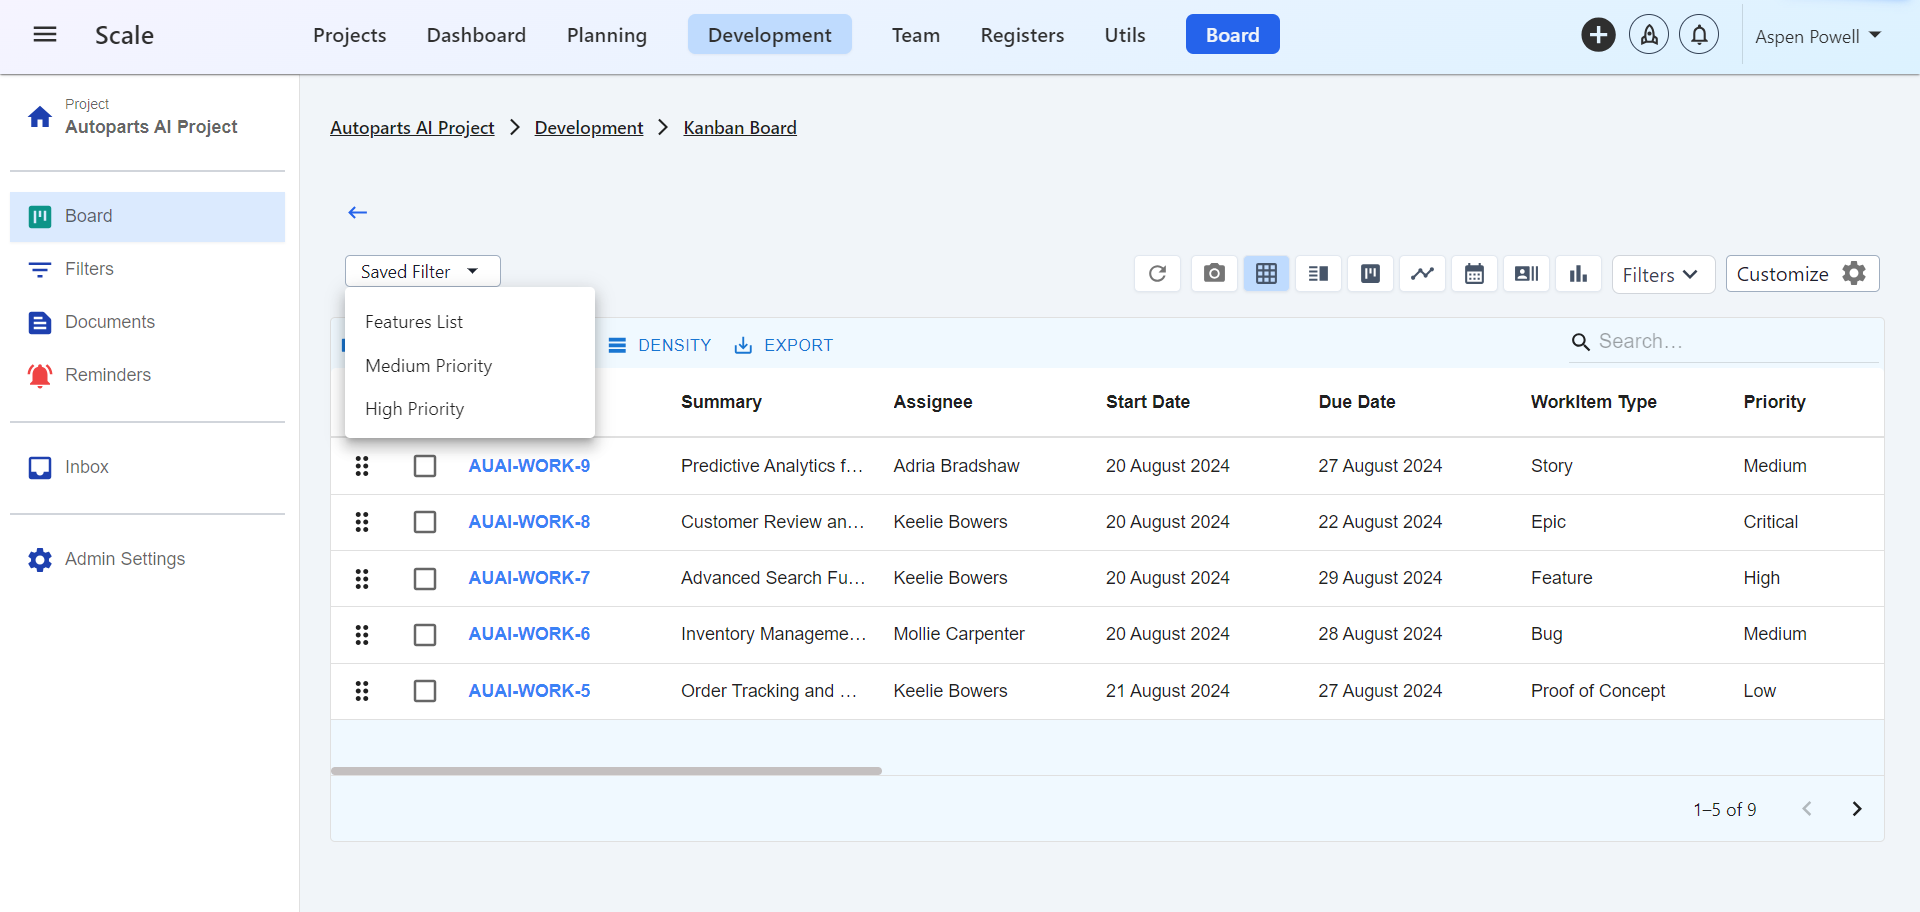 Scale
Projects Dashboard Planning Development Team Registers Utils Board
Aspen Powell
Project
Autoparts AI Project
Board
Filters
Documents
Reminders
Inbox
Admin Settings
Autoparts AI Project > Development > Kanban Board
Saved Filter
Features List
Medium Priority
High Priority
Filters
Customize
DENSITY EXPORT
Search…
Summary Assignee Start Date Due Date WorkItem Type Priority
AUAI-WORK-9 Predictive Analytics f… Adria Bradshaw 20 August 2024 27 August 2024 Story Medium
AUAI-WORK-8 Customer Review an… Keelie Bowers 20 August 2024 22 August 2024 Epic Critical
AUAI-WORK-7 Advanced Search Fu… Keelie Bowers 20 August 2024 29 August 2024 Feature High
AUAI-WORK-6 Inventory Manageme… Mollie Carpenter 20 August 2024 28 August 2024 Bug Medium
AUAI-WORK-5 Order Tracking and … Keelie Bowers 21 August 2024 27 August 2024 Proof of Concept Low
1–5 of 9